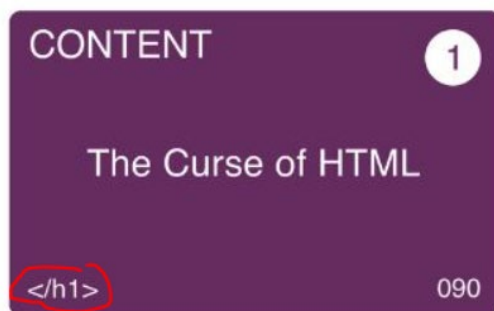 CONTENT
1
The Curse of HTML
</h1>
090